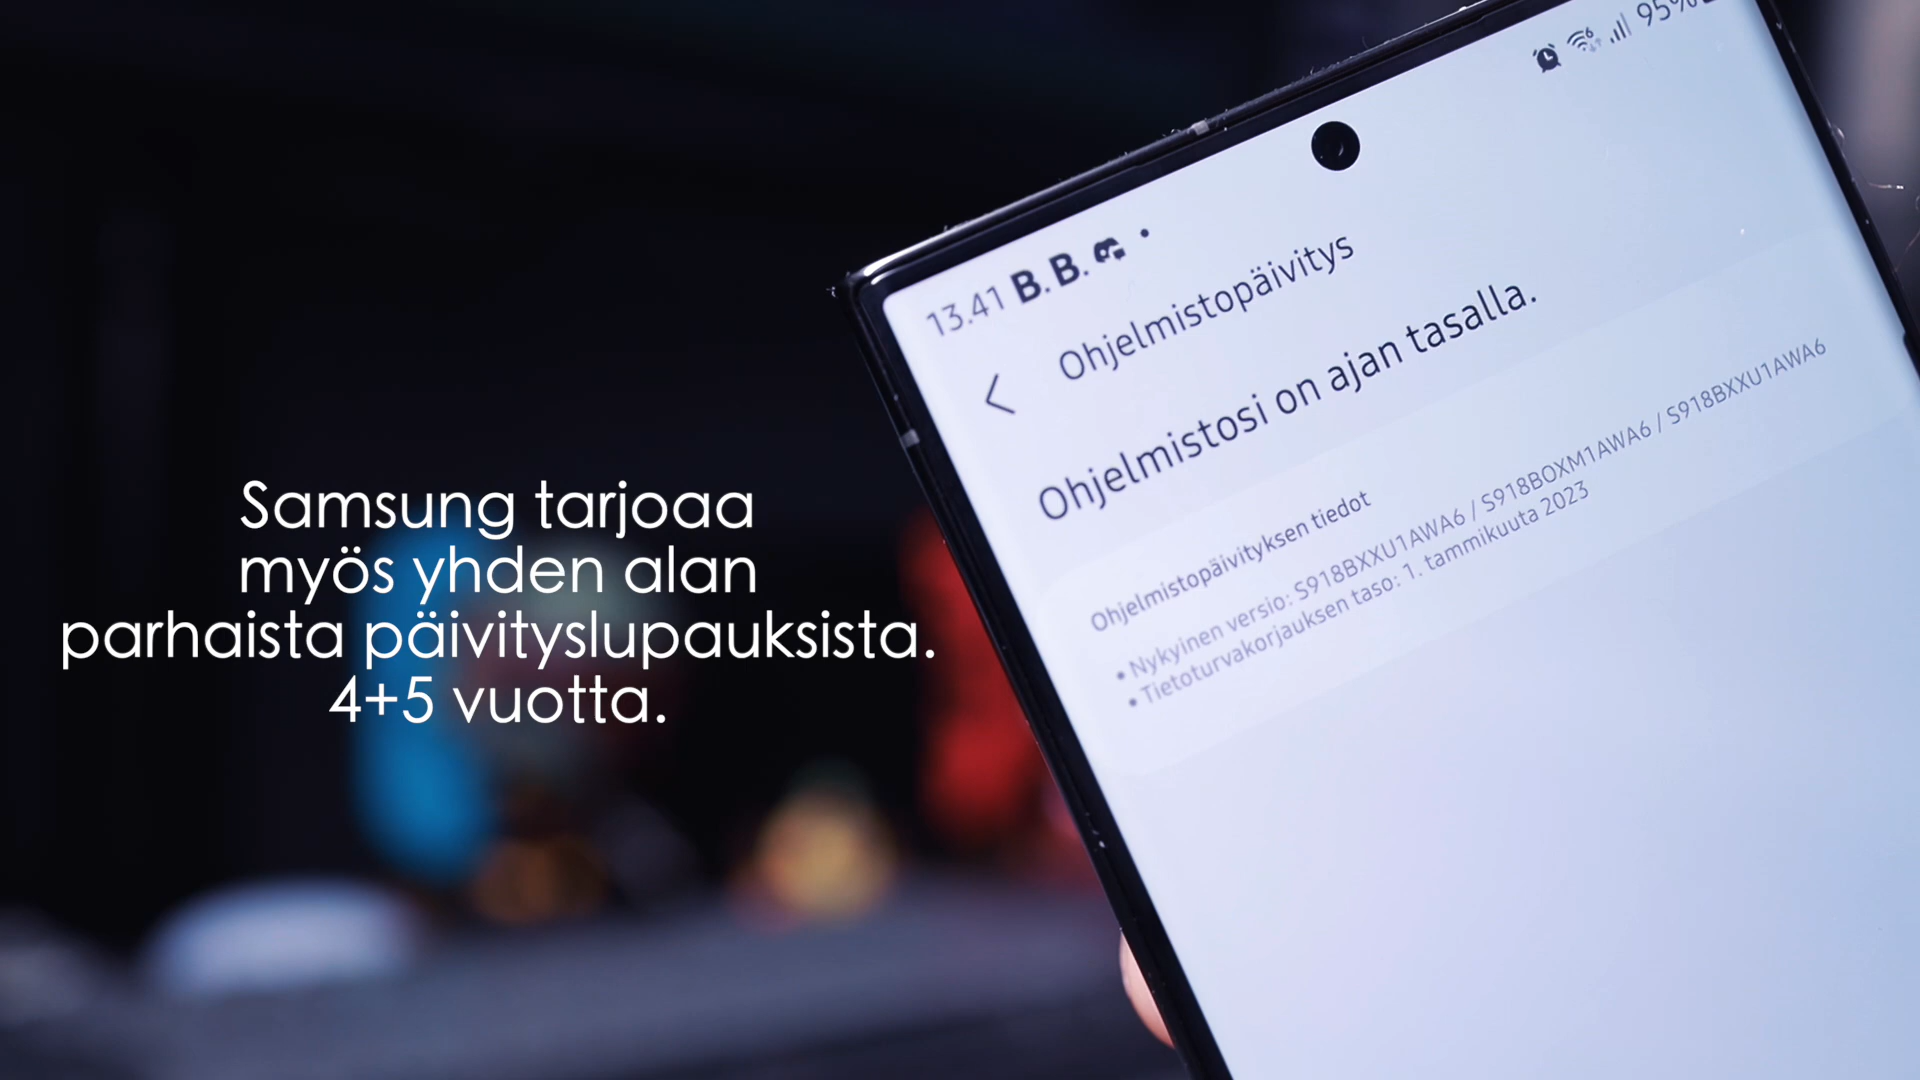 Samsung tarjoaa
myös yhden alan
parhaista päivityslupauksista.
4+5 vuotta.
95%
13.41 B. B.
Ohjelmistopäivitys
Ohjelmistosi on ajan tasalla.
Ohjelmistopäivityksen tiedot
• Nykyinen versio: S918BXXU1AWA6 / S918BOXM1AWA6 / S918BXXU1AWA6
• Tietoturvakorjauksen taso: 1. tammikuuta 2023